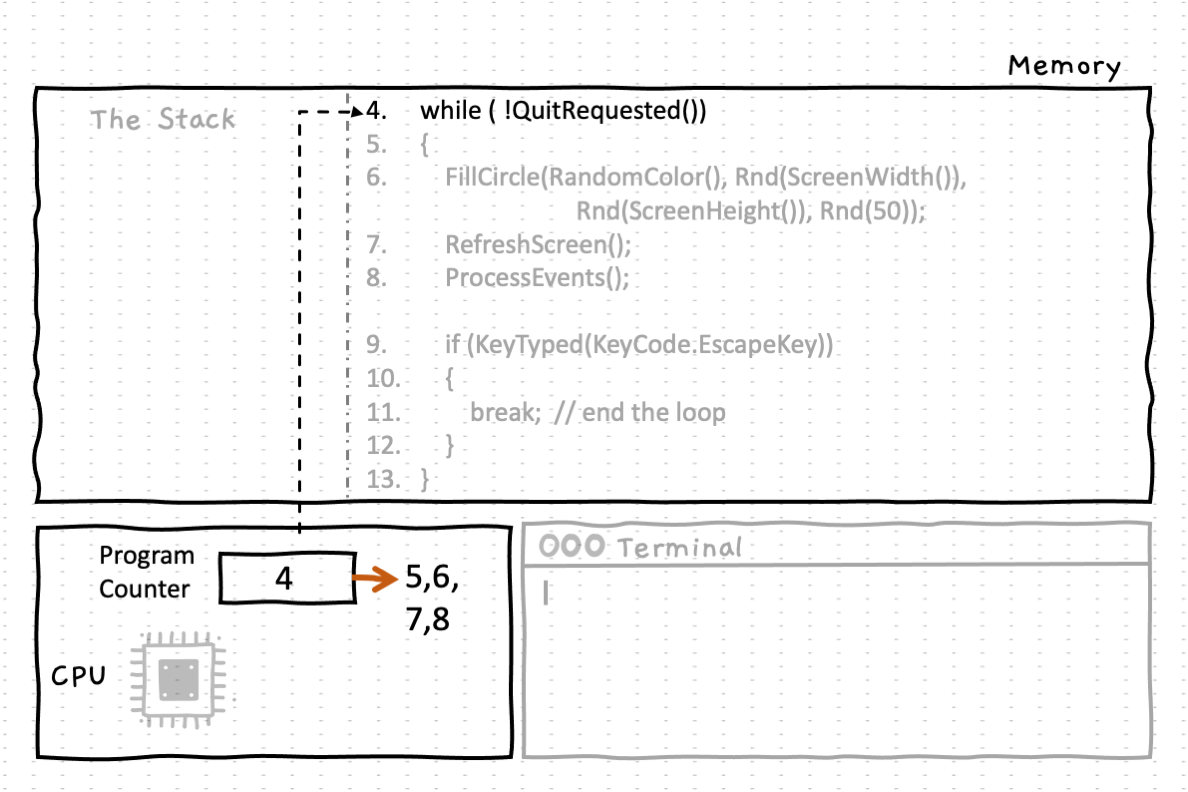 Memory
The Stack
4. while ( !QuitRequested())
5. {
6. FillCircle(RandomColor(), Rnd(ScreenWidth()),
Rnd(ScreenHeight()), Rnd(50));
7. RefreshScreen();
8. ProcessEvents();
9. if (KeyTyped(KeyCode.EscapeKey))
10. {
11. break; // end the loop
12. }
13. }
Program
Counter
4
5,6,
7,8
CPU
Terminal